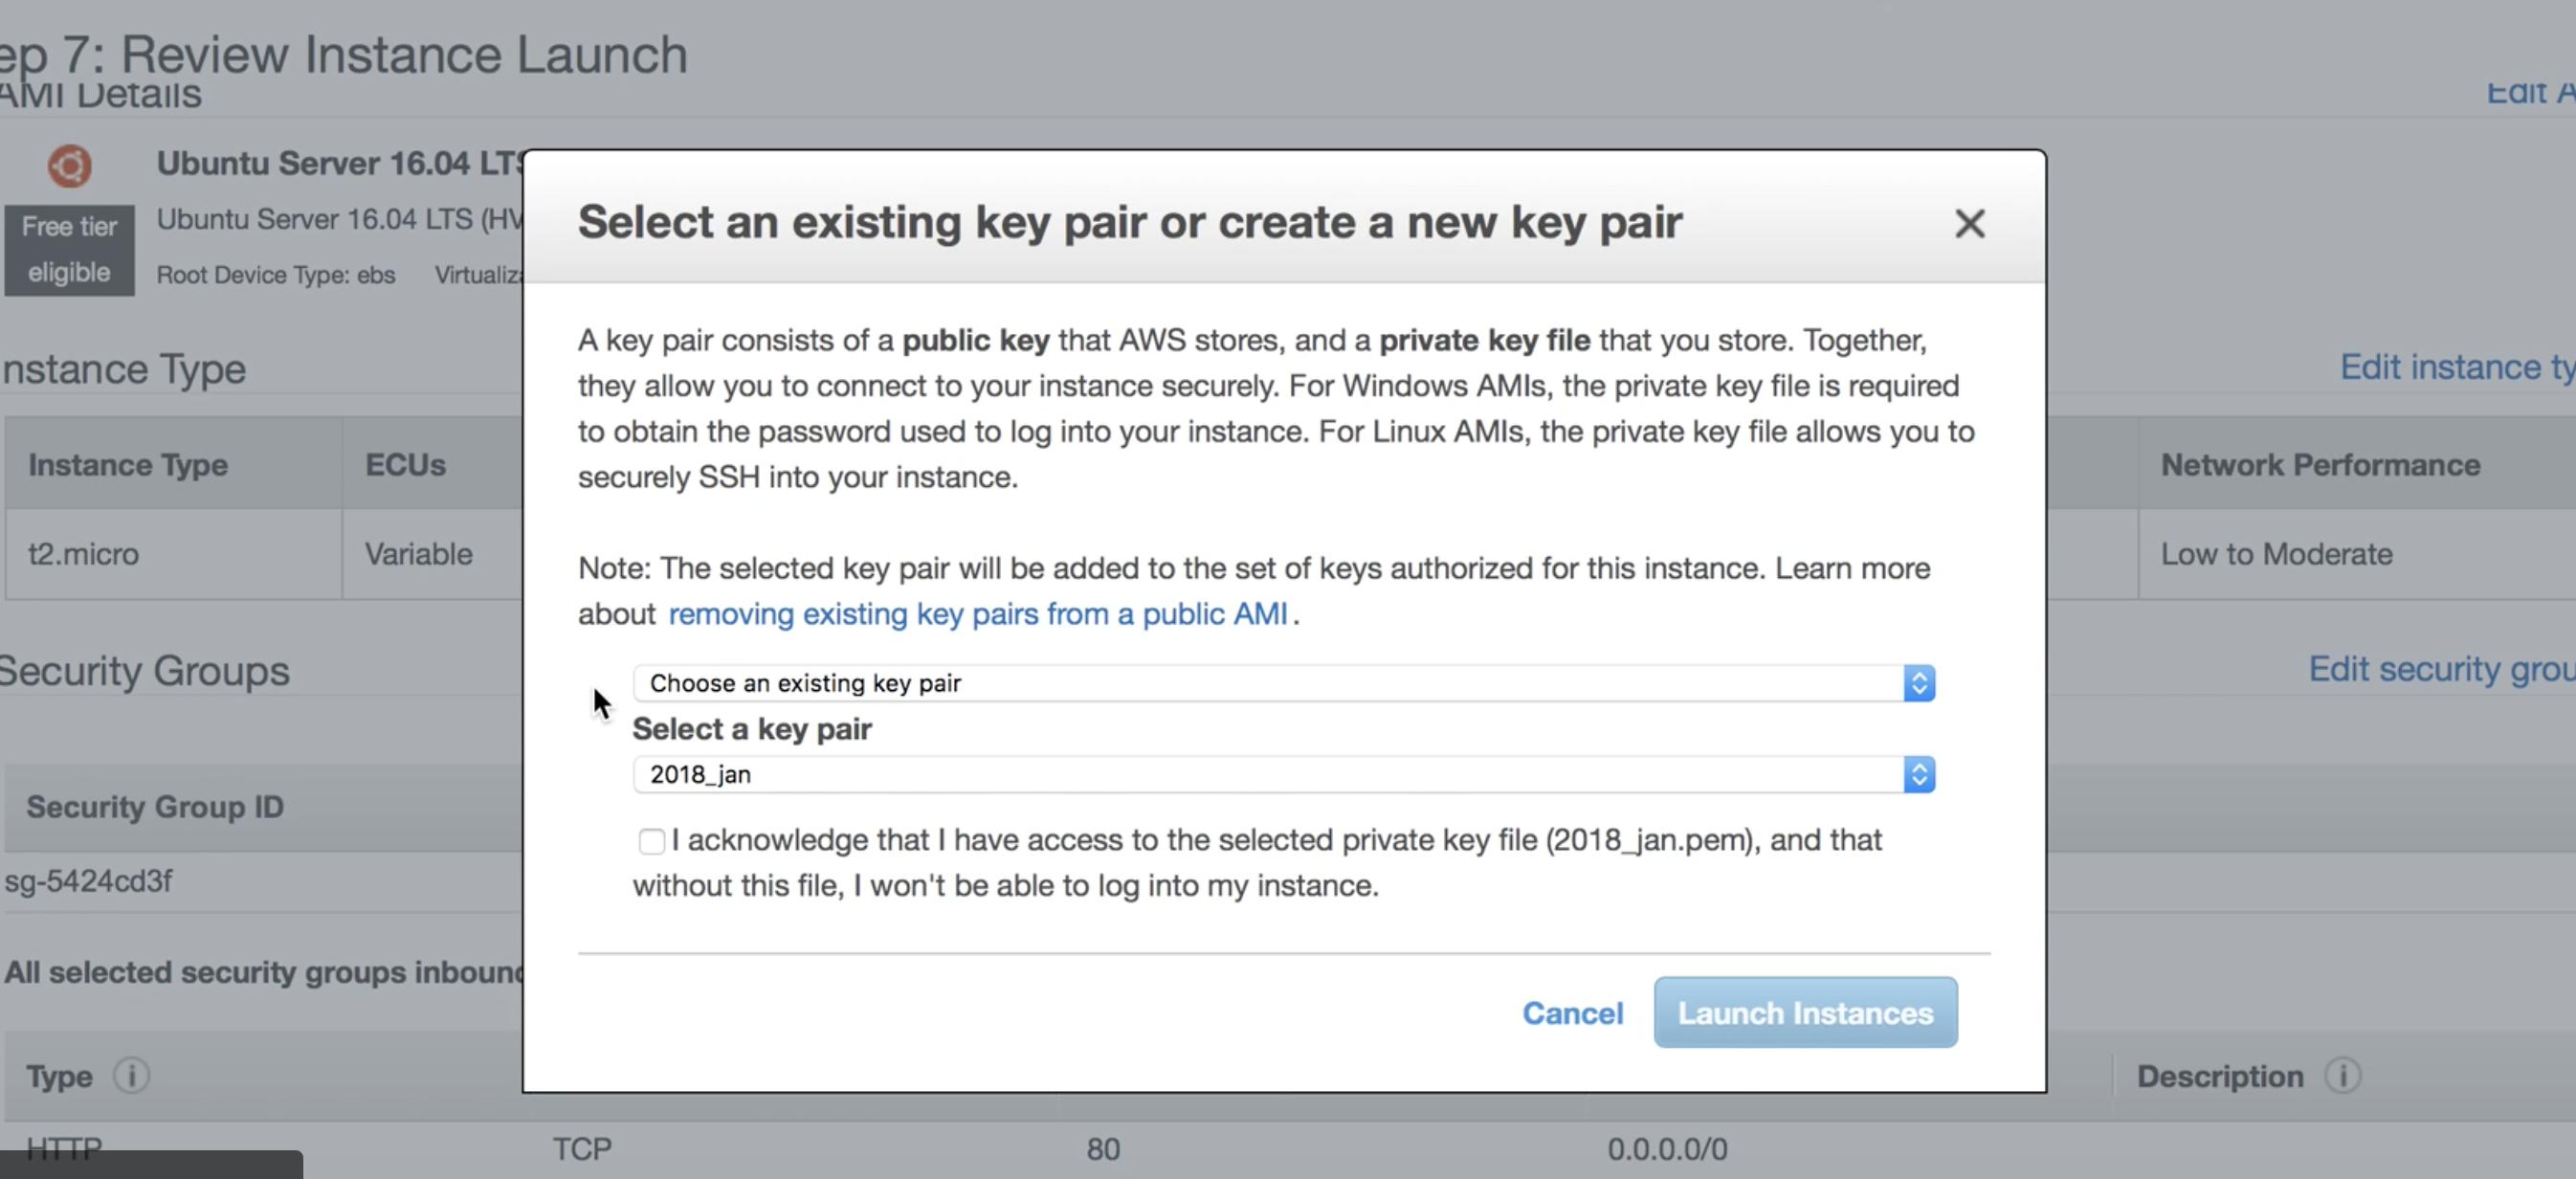 ep 7: Review Instance Launch
AMI Details
Edit A
Ubuntu Server 16.04 LTS
Free tier
eligible
Ubuntu Server 16.04 LTS (HV
Root Device Type: ebs Virtualiza
Select an existing key pair or create a new key pair
A key pair consists of a public key that AWS stores, and a private key file that you store. Together,
they allow you to connect to your instance securely. For Windows AMIs, the private key file is required
to obtain the password used to log into your instance. For Linux AMIs, the private key file allows you to
securely SSH into your instance.
Note: The selected key pair will be added to the set of keys authorized for this instance. Learn more
about removing existing key pairs from a public AMI.
Choose an existing key pair
Select a key pair
2018_jan
I acknowledge that I have access to the selected private key file (2018_jan.pem), and that
without this file, I won't be able to log into my instance.
Cancel Launch Instances
nstance Type
Edit instance ty
Instance Type ECUs Network Performance
t2.micro Variable Low to Moderate
Security Groups
Edit security grou
Security Group ID
sg-5424cd3f
All selected security groups inbound
Type Description
HTTP TCP 80 0.0.0.0/0